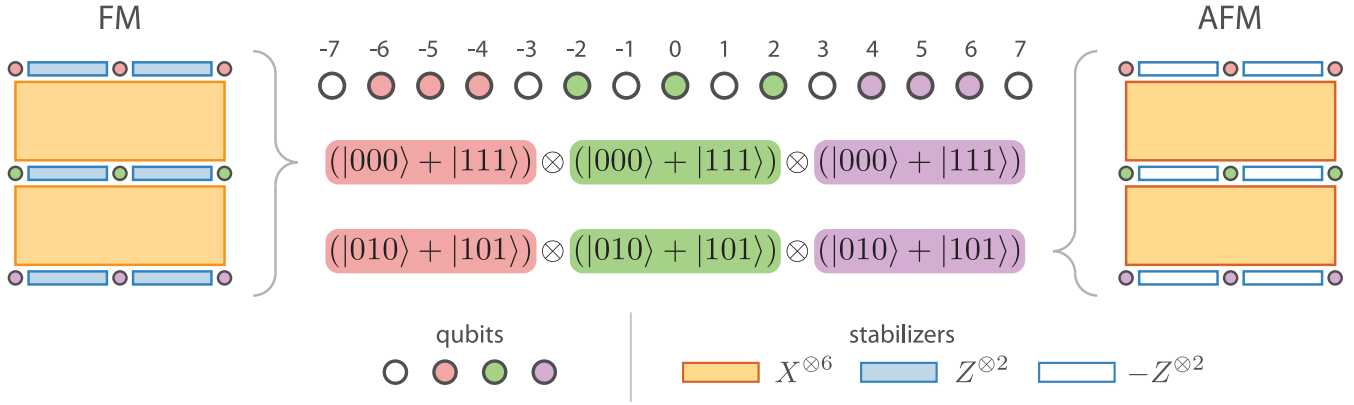 FM
AFM
-7 -6 -5 -4 -3 -2 -1 0 1 2 3 4 5 6 7
(|000⟩ + |111⟩) ⊗ (|000⟩ + |111⟩) ⊗ (|000⟩ + |111⟩)
(|010⟩ + |101⟩) ⊗ (|010⟩ + |101⟩) ⊗ (|010⟩ + |101⟩)
qubits
stabilizers
X^{⊗6} Z^{⊗2} −Z^{⊗2}